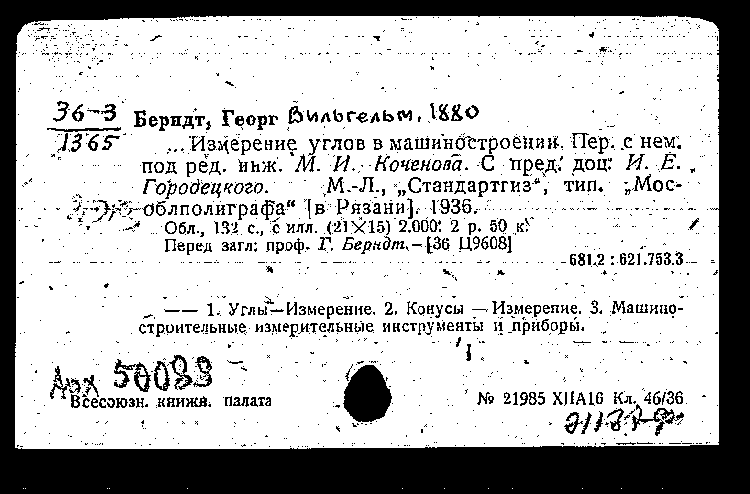 36-3
1365
Берндт, Георг Вильгельм, 1880
... Измерение углов в машиностроении. Пер. с нем.
под ред. инж. М. И. Коченова. С пред. доц. И. Е.
Городецкого. М.-Л., „Стандартгиз“, тип. „Мос-
облполиграфа“ [в Рязани]. 1936.
Обл., 132 с., с илл. (21×15) 2.000. 2 р. 50 к.
Перед загл: проф. Г. Берндт. – [36 Ц9608]
681.2 : 621.753.3
—— 1. Углы — Измерение. 2. Конусы — Измерение. 3. Машино-
строительные измерительные инструменты и приборы.
I.
Арх 50083
Всесоюзн. книжн. палата
№ 21985 XIIА16 Кл. 46/36